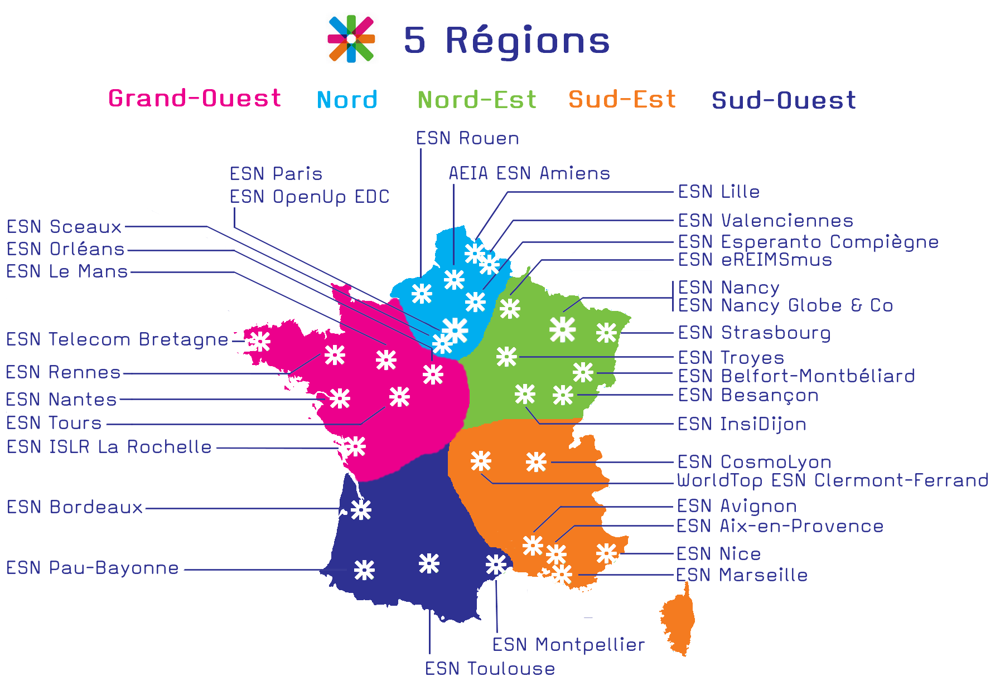 5 Régions
Grand-Ouest Nord Nord-Est Sud-Est Sud-Ouest
ESN Rouen
ESN Paris
ESN OpenUp EDC
AEIA ESN Amiens
ESN Sceaux
ESN Orléans
ESN Le Mans
ESN Telecom Bretagne
ESN Rennes
ESN Nantes
ESN Tours
ESN ISLR La Rochelle
ESN Bordeaux
ESN Pau-Bayonne
ESN Lille
ESN Valenciennes
ESN Esperanto Compiègne
ESN eREIMSmus
ESN Nancy
ESN Nancy Globe & Co
ESN Strasbourg
ESN Troyes
ESN Belfort-Montbéliard
ESN Besançon
ESN InsiDijon
ESN CosmoLyon
WorldTop ESN Clermont-Ferrand
ESN Avignon
ESN Aix-en-Provence
ESN Nice
ESN Marseille
ESN Montpellier
ESN Toulouse